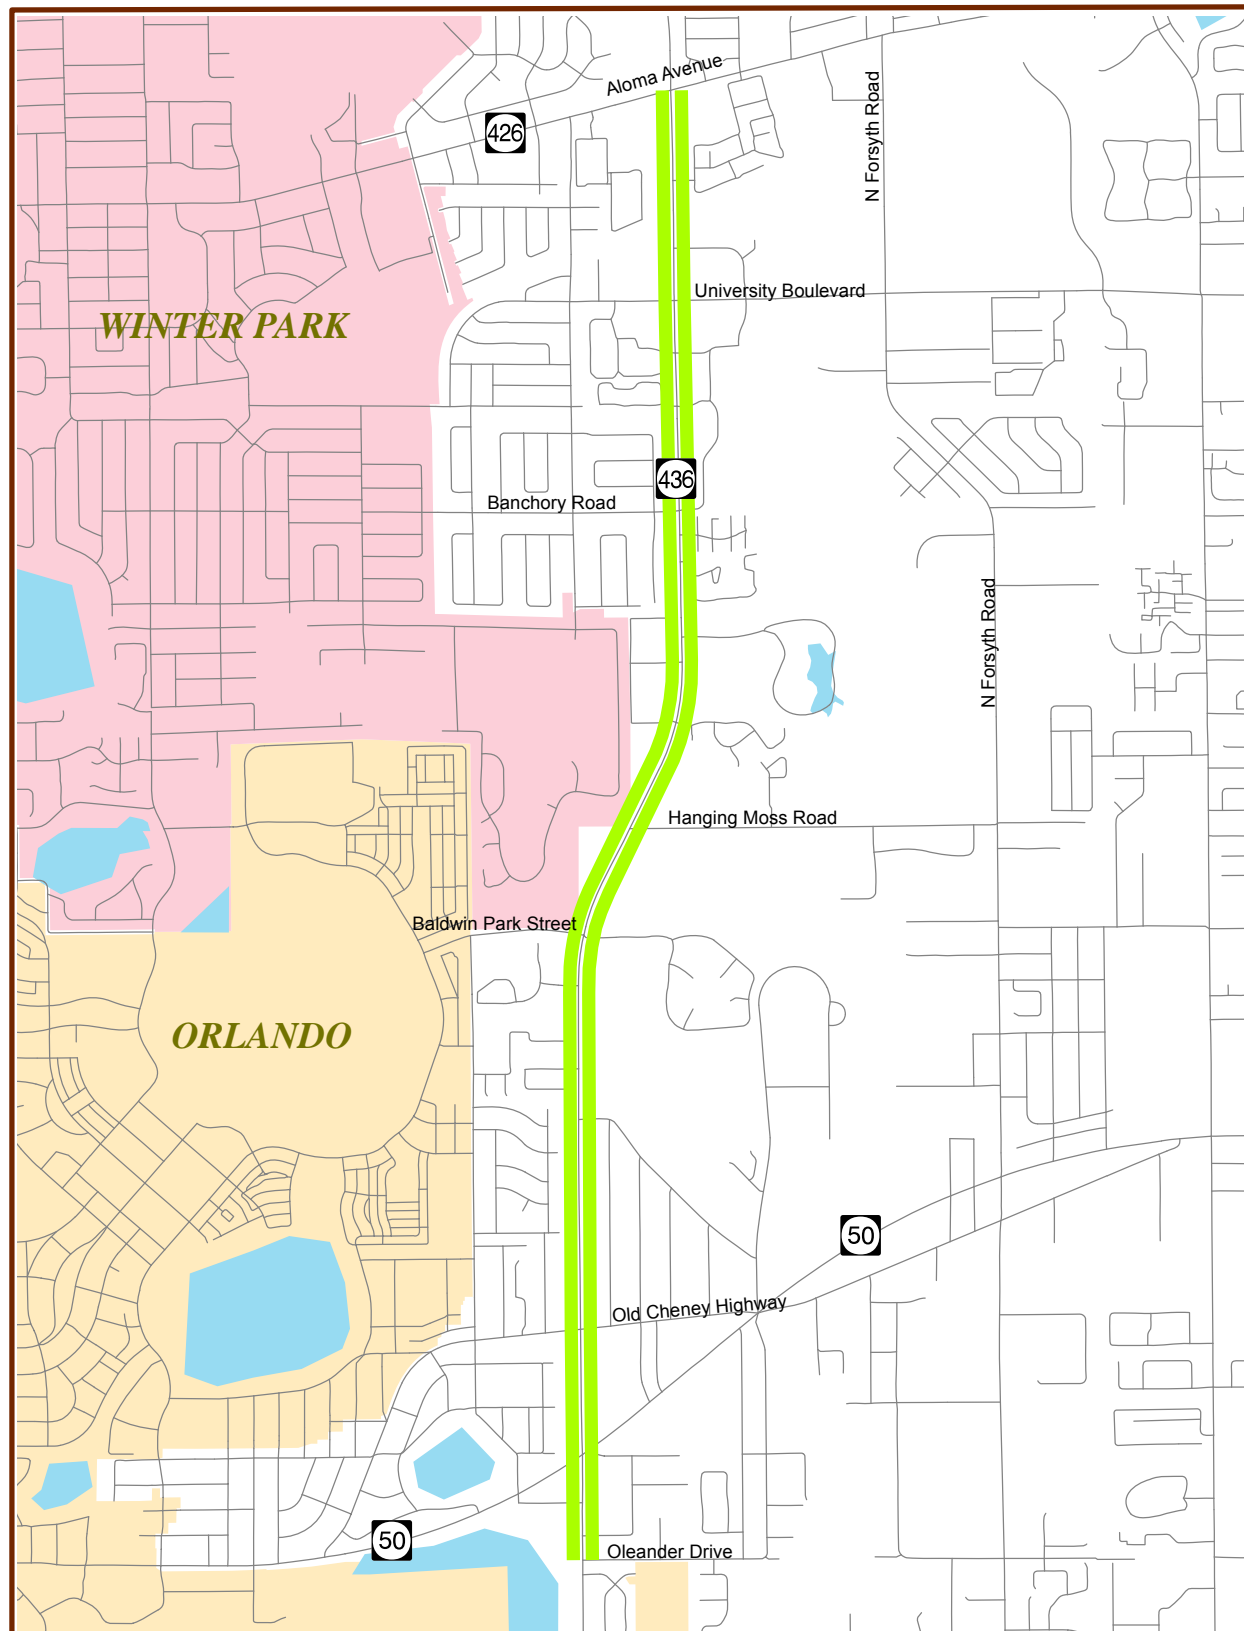 Aloma Avenue
426
N Forsyth Road
University Boulevard
WINTER PARK
436
Banchory Road
N Forsyth Road
Hanging Moss Road
Baldwin Park Street
ORLANDO
50
Old Cheney Highway
50
Oleander Drive